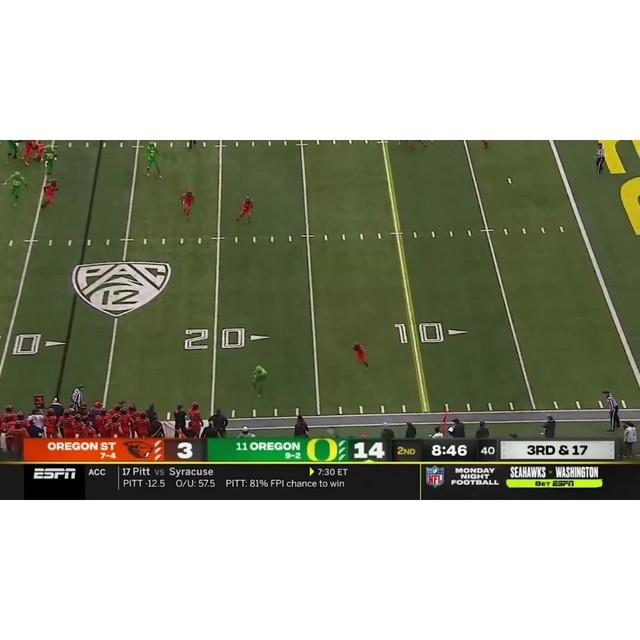 PAC
12
0
20
10
OREGON ST
7-4
3
11 OREGON
9-2
O
14
2ND
8:46
40
3RD & 17
ESPN
ACC
17 Pitt vs Syracuse
7:30 ET
PITT -12.5 O/U: 57.5 PITT: 81% FPI chance to win
NFL
MONDAY
NIGHT
FOOTBALL
SEAHAWKS - WASHINGTON
BET ESPN